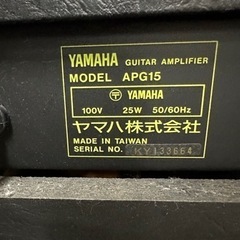 YAMAHA GUITAR AMPLIFIER
MODEL APG15
〒 YAMAHA
100V 25W 50/60Hz
ヤマハ株式会社
MADE IN TAIWAN
SERIAL NO. KY133664